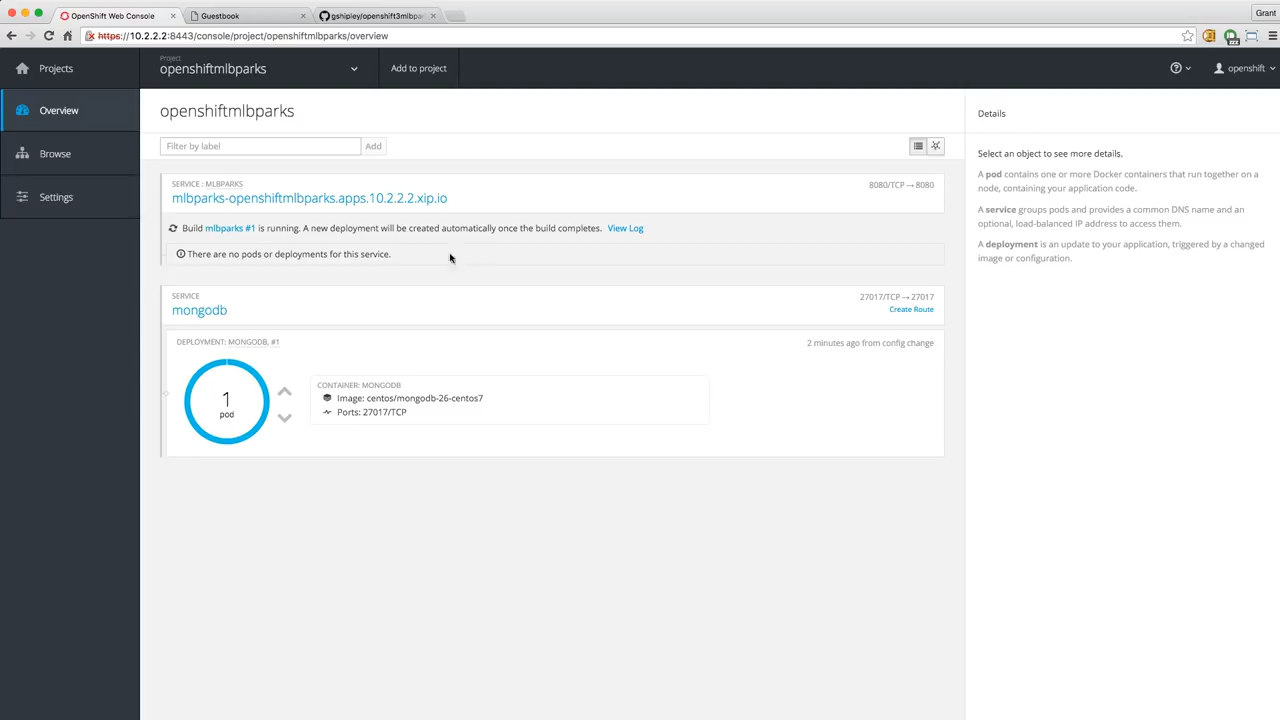 OpenShift Web Console
Guestbook
gshipley/openshift3mlbpar
Grant
https://10.2.2.2:8443/console/project/openshiftmlbparks/overview
Projects
Project
openshiftmlbparks
Add to project
openshift
Overview
Browse
Settings
openshiftmlbparks
Filter by label
Add
SERVICE : MLBPARKS
8080/TCP → 8080
mlbparks-openshiftmlbparks.apps.10.2.2.2.xip.io
Build mlbparks #1 is running. A new deployment will be created automatically once the build completes. View Log
There are no pods or deployments for this service.
SERVICE
27017/TCP → 27017
mongodb
Create Route
DEPLOYMENT: MONGODB, #1
2 minutes ago from config change
1
pod
CONTAINER: MONGODB
Image: centos/mongodb-26-centos7
Ports: 27017/TCP
Details
Select an object to see more details.
A pod contains one or more Docker containers that run together on a
node, containing your application code.
A service groups pods and provides a common DNS name and an
optional, load-balanced IP address to access them.
A deployment is an update to your application, triggered by a changed
image or configuration.